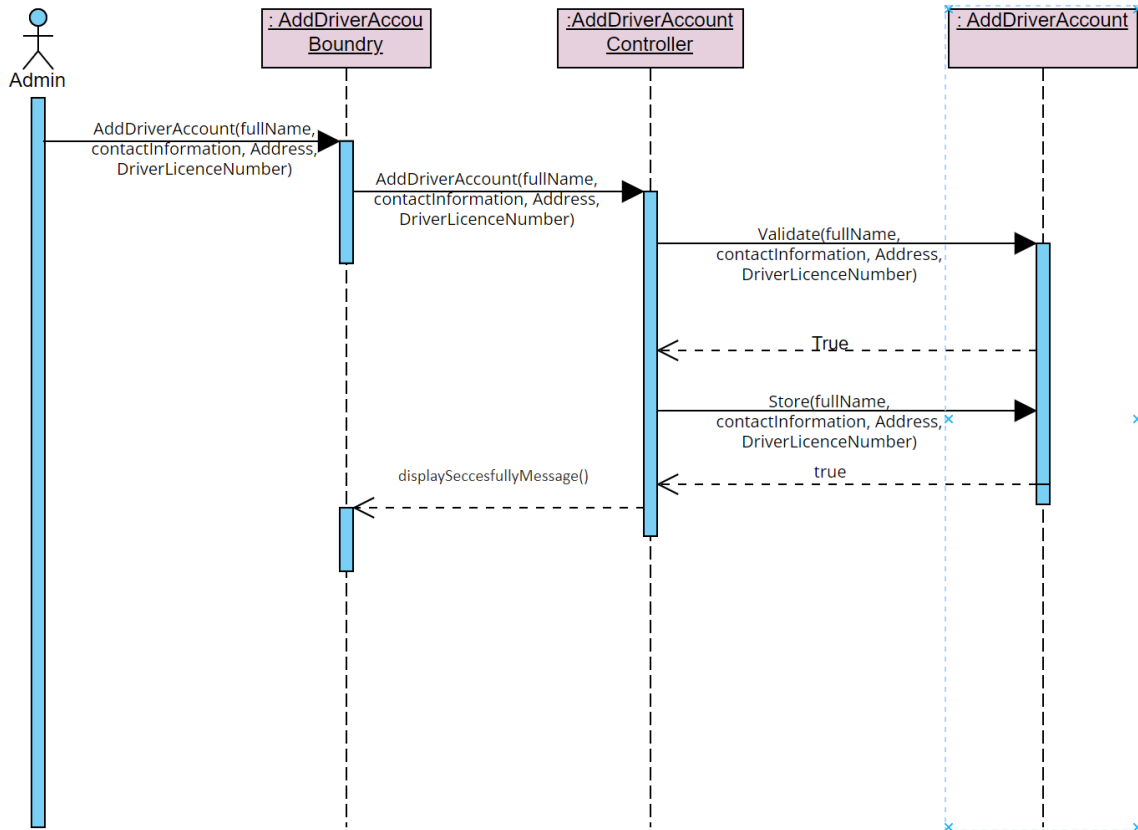 Admin
: AddDriverAccou
Boundry
:AddDriverAccount
Controller
: AddDriverAccount
AddDriverAccount(fullName,
contactInformation, Address,
DriverLicenceNumber)
AddDriverAccount(fullName,
contactInformation, Address,
DriverLicenceNumber)
Validate(fullName,
contactInformation, Address,
DriverLicenceNumber)
True
Store(fullName,
contactInformation, Address,
DriverLicenceNumber)
true
displaySeccesfullyMessage()